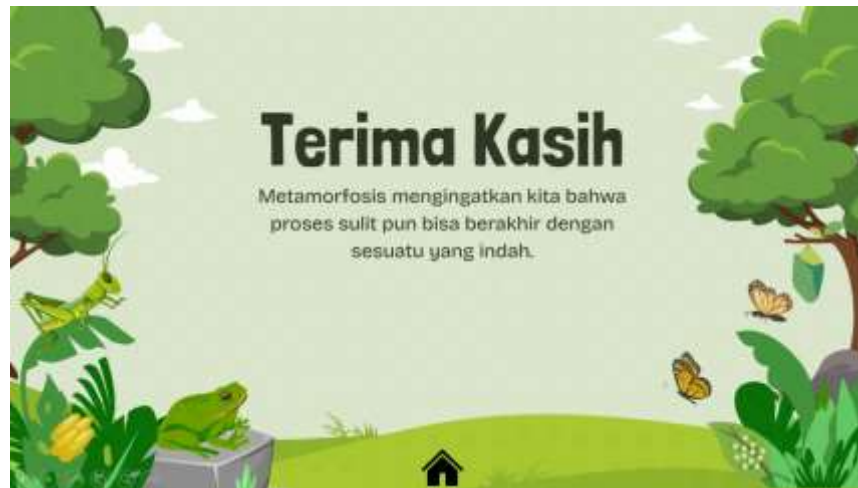 Terima Kasih
Metamorfosis mengingatkan kita bahwa
proses sulit pun bisa berakhir dengan
sesuatu yang indah.